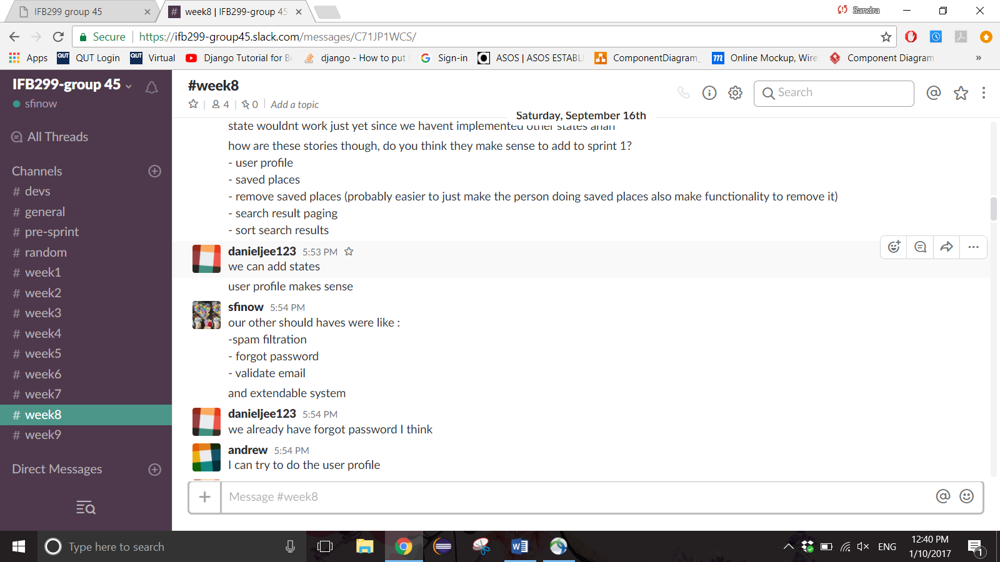 IFB299 group 45
week8 | IFB299-group 45
Sandra
Secure
https://ifb299-group45.slack.com/messages/C71JP1WCS/
Apps
QUT
QUT Login
QUT
Virtual
Django Tutorial for Be
django - How to put
Sign-in
ASOS | ASOS ESTABLI
ComponentDiagram_
m
Online Mockup, Wire
Component Diagram
»
IFB299-group 45
sfinow
All Threads
Channels
# devs
# general
# pre-sprint
# random
# week1
# week2
# week3
# week4
# week5
# week6
# week7
# week8
# week9
Direct Messages
#week8
4
0
Add a topic
Search
Saturday, September 16th
state wouldnt work just yet since we havent implemented other states ahah
how are these stories though, do you think they make sense to add to sprint 1?
- user profile
- saved places
- remove saved places (probably easier to just make the person doing saved places also make functionality to remove it)
- search result paging
- sort search results
danieljee123 5:53 PM
we can add states
user profile makes sense
sfinow 5:54 PM
our other should haves were like :
-spam filtration
- forgot password
- validate email
and extendable system
danieljee123 5:54 PM
we already have forgot password I think
andrew 5:54 PM
I can try to do the user profile
Message #week8
Type here to search
ENG
12:40 PM
1/10/2017
1